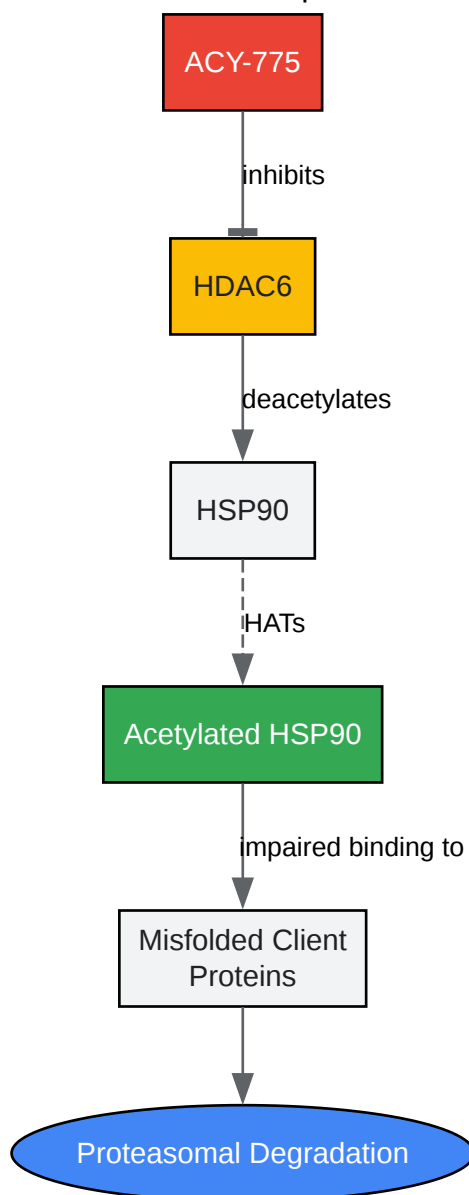 ACY-775
inhibits
HDAC6
deacetylates
HSP90
HATs
Acetylated HSP90
impaired binding to
Misfolded Client
Proteins
Proteasomal Degradation